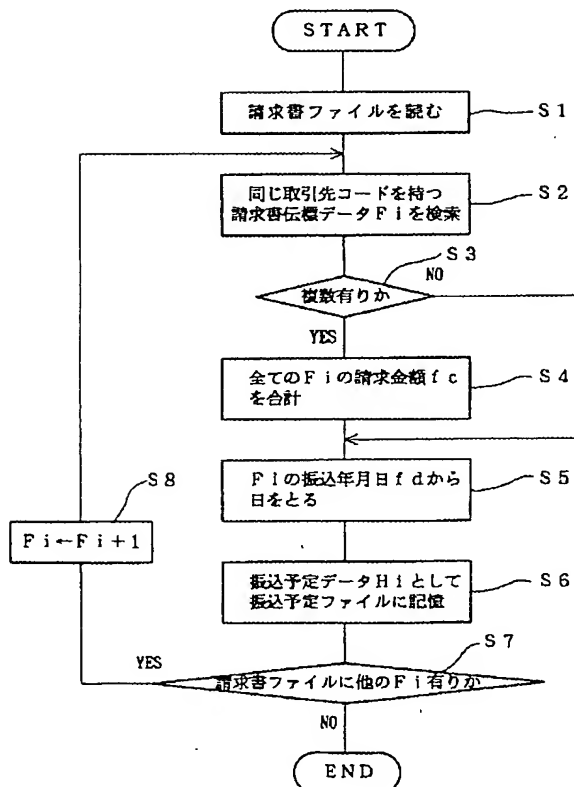 START
請求書ファイルを読む
S1
同じ取引先コードを持つ
請求書伝票データFiを検索
S2
S3
複数有りか
NO
YES
全てのFiの請求金額fc
を合計
S4
Fiの振込年月日fdから
日をとる
S5
S8
Fi←Fi+1
振込予定データHiとして
振込予定ファイルに記憶
S6
S7
YES
請求書ファイルに他のFi有りか
NO
END